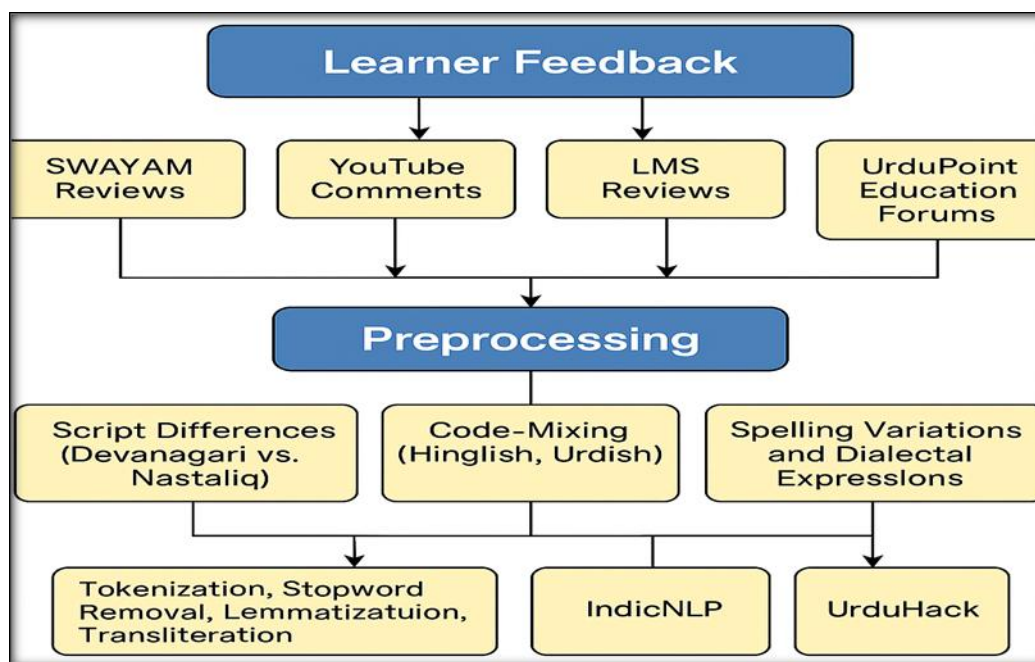 Learner Feedback
SWAYAM
Reviews
YouTube
Comments
LMS
Reviews
UrduPoint
Education
Forums
Preprocessing
Script Differences
(Devanagari vs.
Nastaliq)
Code-Mixing
(Hinglish, Urdish)
Spelling Variations
and Dialectal
Expresslons
Tokenization, Stopword
Removal, Lemmatizatuion,
Transliteration
IndicNLP
UrduHack